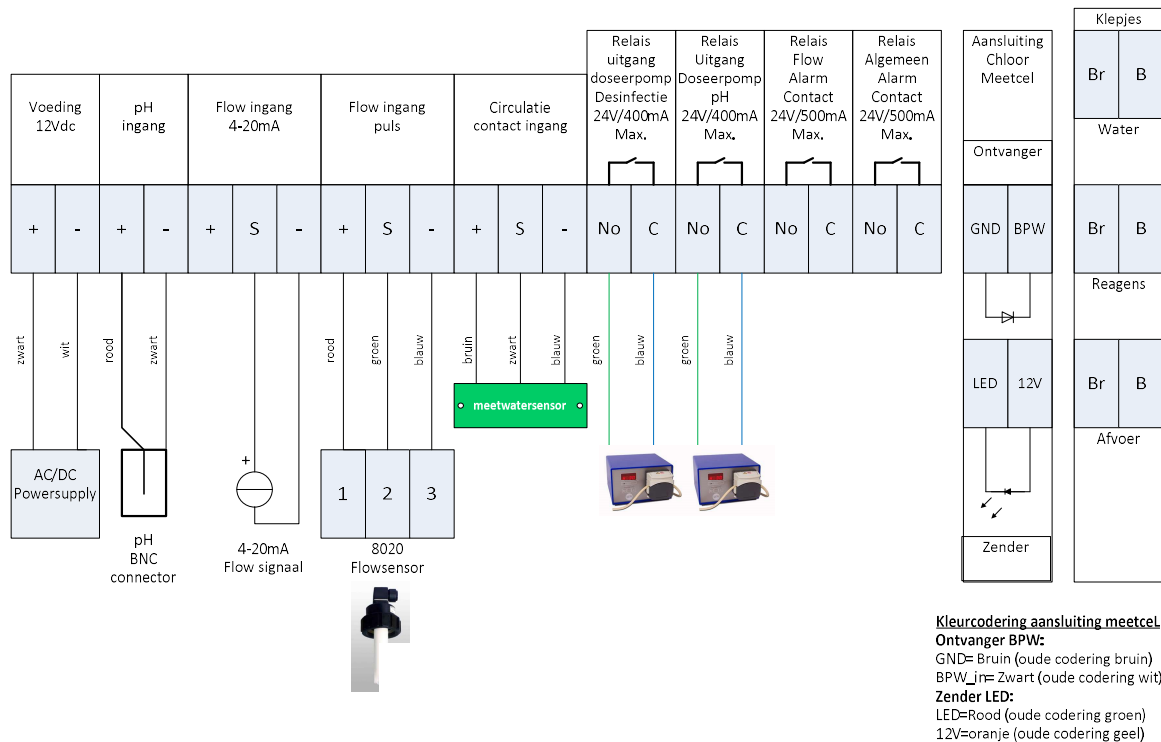 Klepjes
Relais
uitgang
doseerpomp
Desinfectie
24V/400mA
Max.
Relais
Uitgang
Doseerpomp
pH
24V/400mA
Max.
Relais
Flow
Alarm
Contact
24V/500mA
Max.
Relais
Algemeen
Alarm
Contact
24V/500mA
Max.
Aansluiting
Chloor
Meetcel
Ontvanger
Br B
Water
Voeding
12Vdc
pH
ingang
Flow ingang
4-20mA
Flow ingang
puls
Circulatie
contact ingang
+ - + - + S - + S - + S - No C No C No C No C
GND BPW
Br B
Reagens
zwart
wit
rood
zwart
rood
groen
blauw
bruin
zwart
blauw
groen
blauw
groen
blauw
LED 12V
Br B
Afvoer
meetwatersensor
AC/DC
Powersupply
pH
BNC
connector
+
4-20mA
Flow signaal
1 2 3
8020
Flowsensor
Zender
Kleurcodering aansluiting meetceL
Ontvanger BPW:
GND= Bruin (oude codering bruin)
BPW_in= Zwart (oude codering wit)
Zender LED:
LED=Rood (oude codering groen)
12V=oranje (oude codering geel)